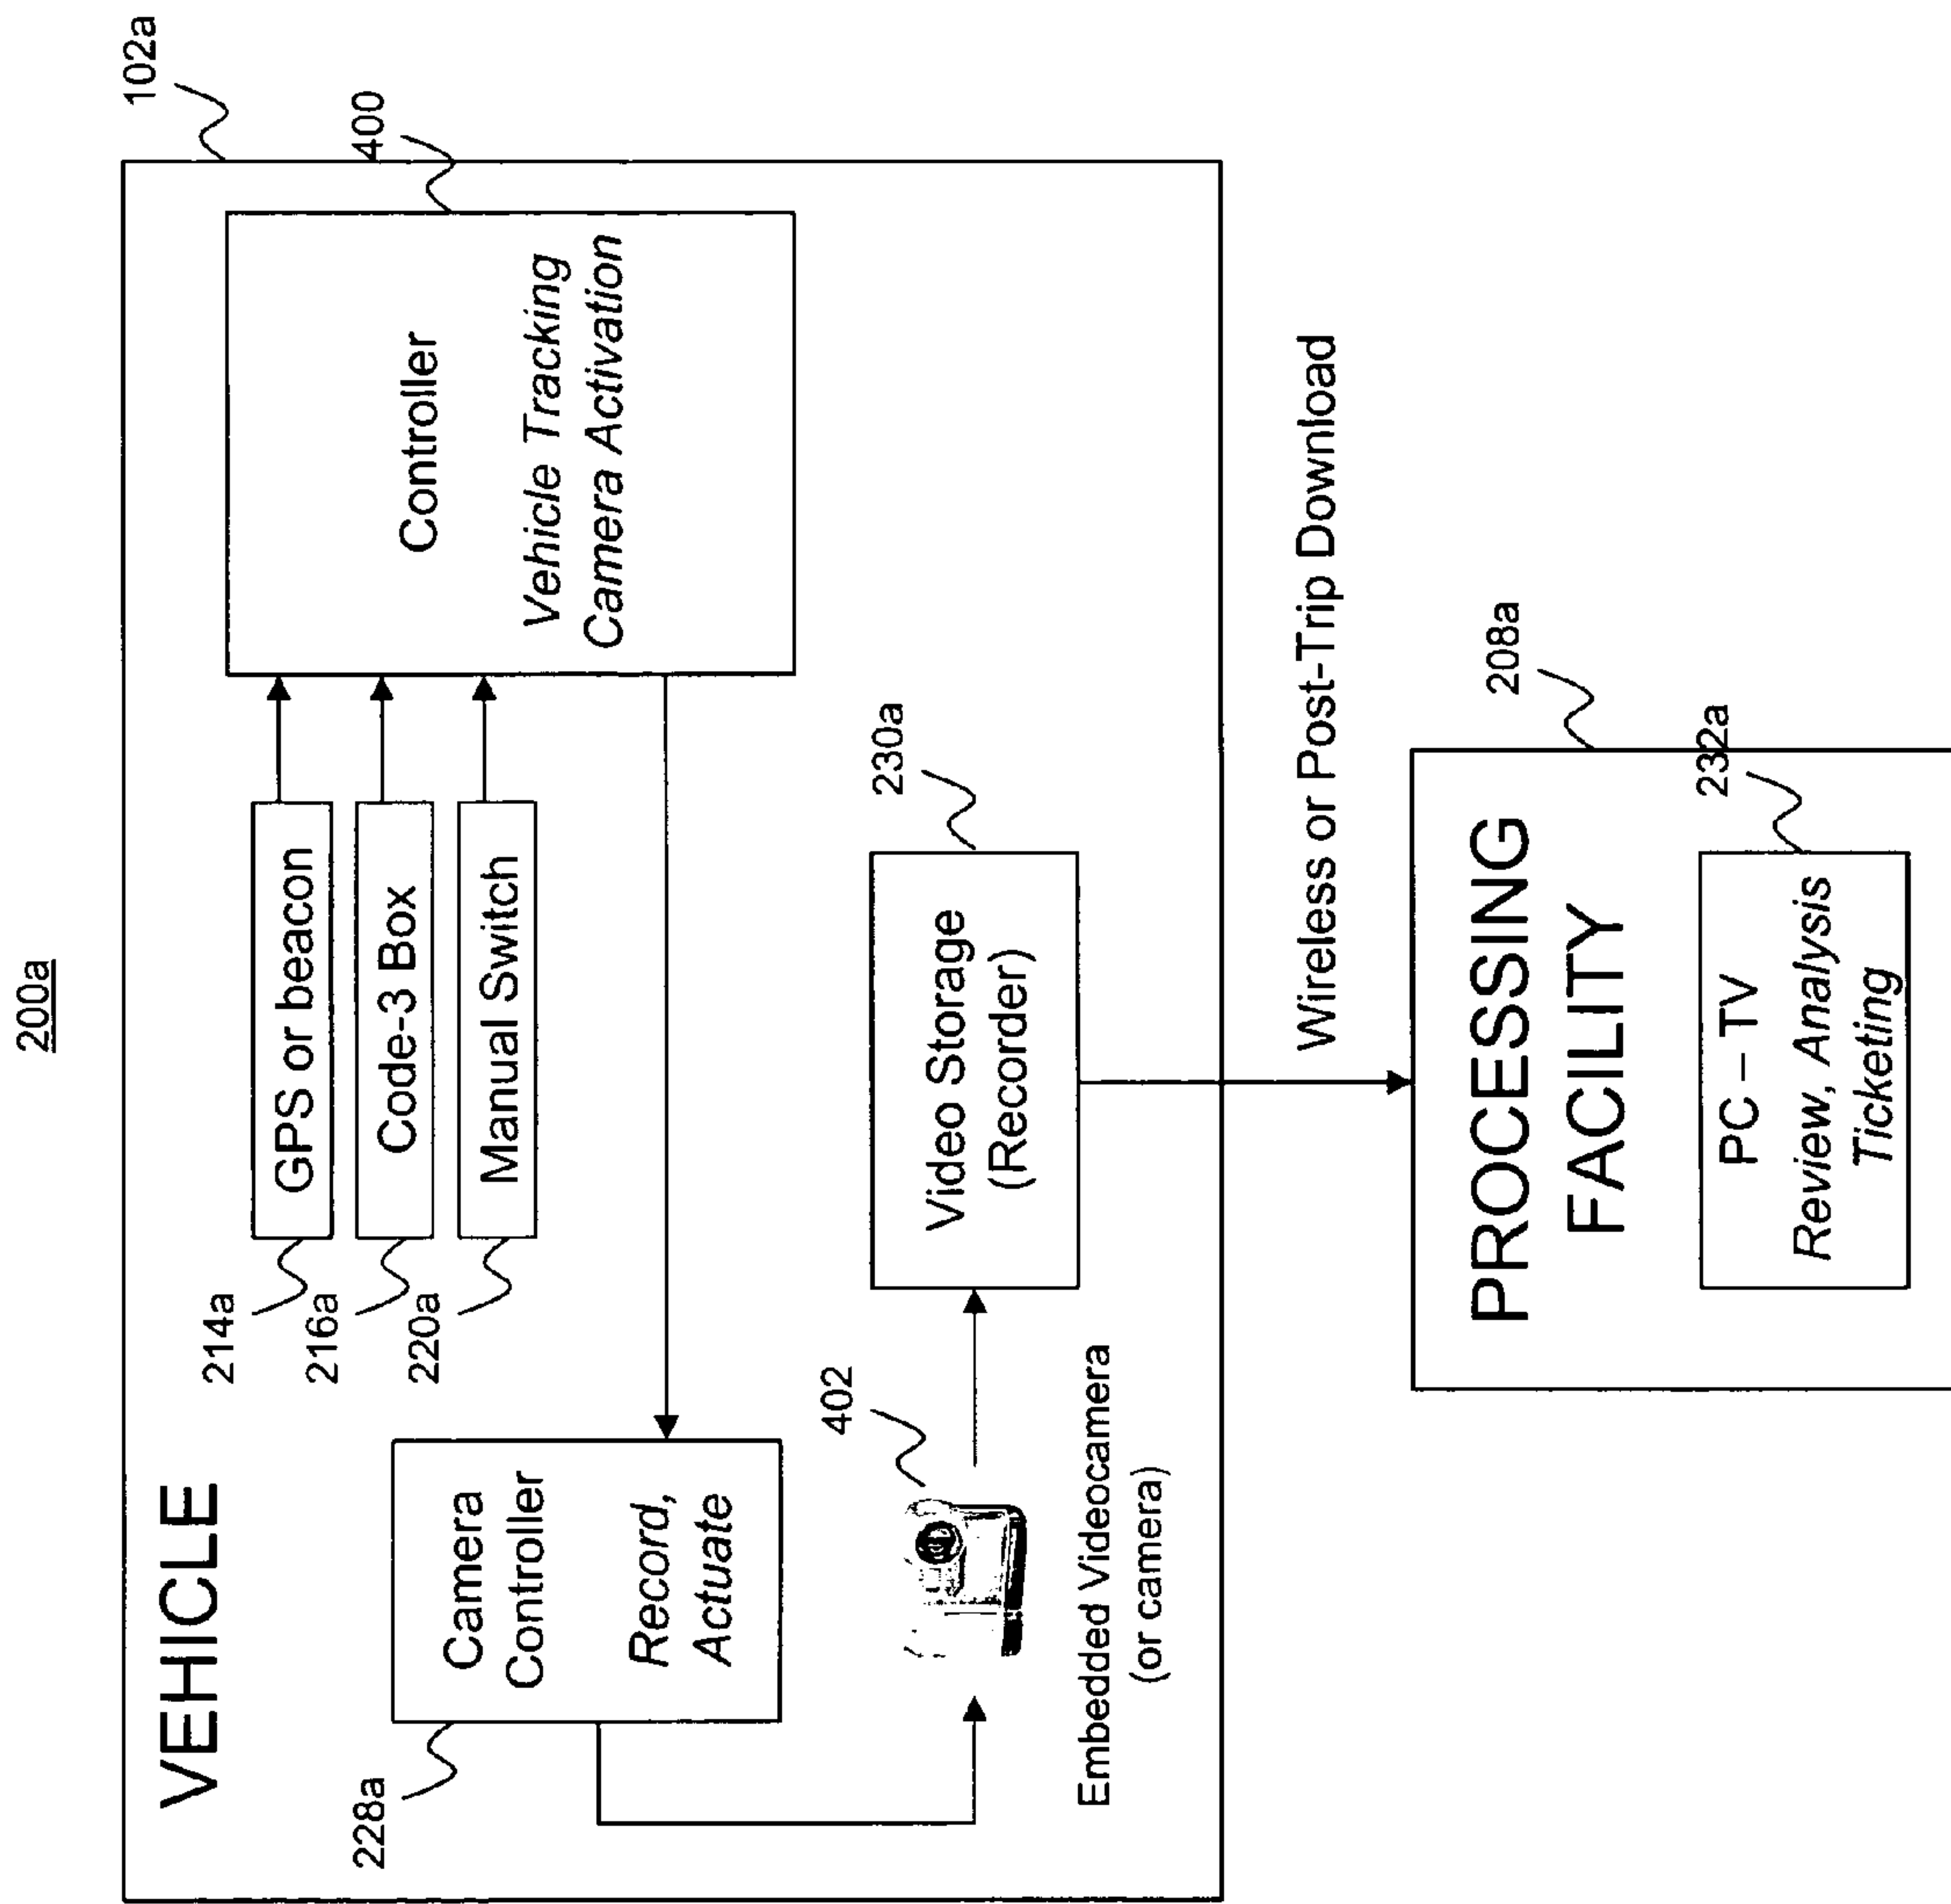 200a
102a
VEHICLE
400
214a
GPS or beacon
216a
Code-3 Box
220a
Manual Switch
Controller
Vehicle Tracking
Camera Activation
228a
Camera
Controller
Record,
Actuate
402
Embedded Videocamera
(or camera)
230a
Video Storage
(Recorder)
Wireless or Post-Trip Download
208a
PROCESSING
FACILITY
232a
PC – TV
Review, Analysis
Ticketing